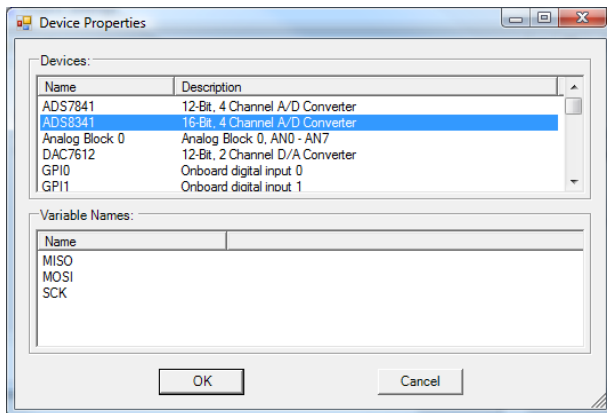 Device Properties
Devices:
Name Description
ADS7841 12-Bit, 4 Channel A/D Converter
ADS8341 16-Bit, 4 Channel A/D Converter
Analog Block 0 Analog Block 0, AN0 - AN7
DAC7612 12-Bit, 2 Channel D/A Converter
GPI0 Onboard digital input 0
GPI1 Onboard digital input 1
Variable Names:
Name
MISO
MOSI
SCK
OK Cancel